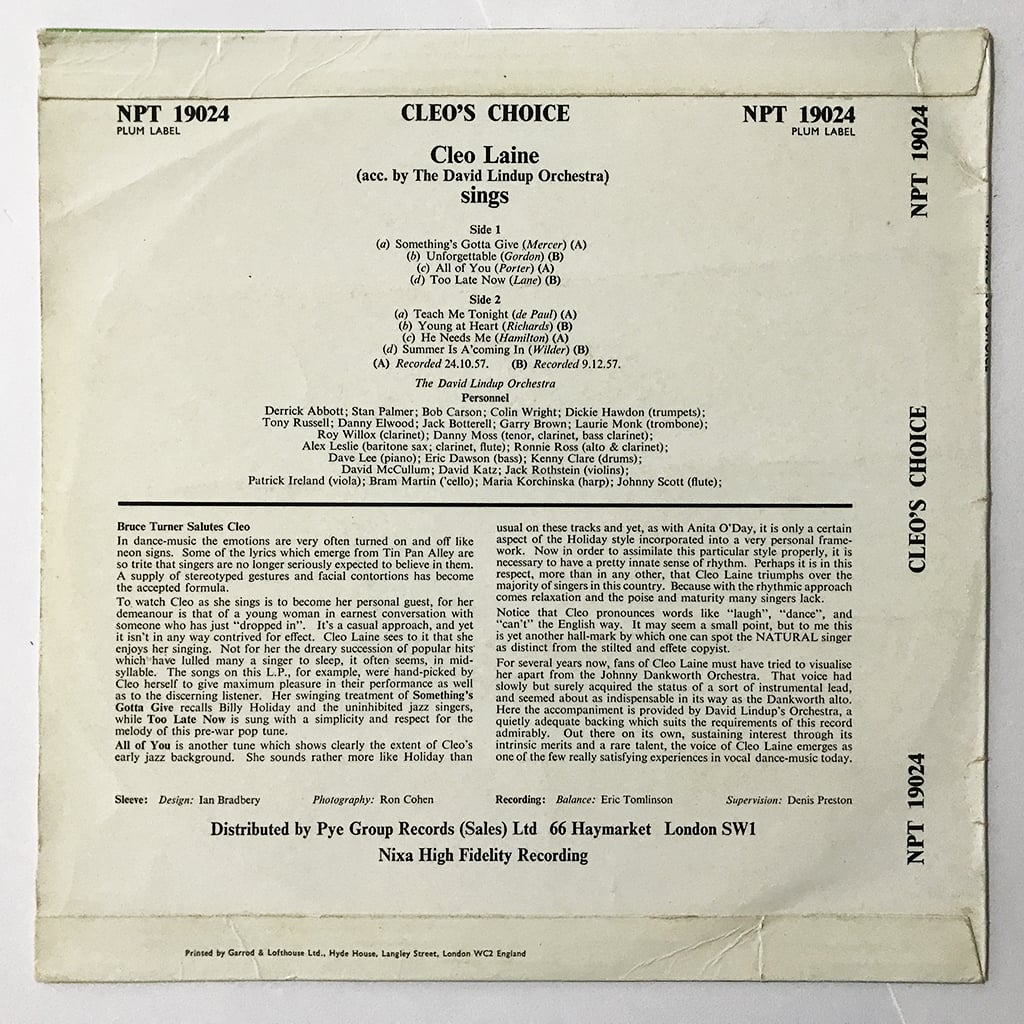 NPT 19024 CLEO'S CHOICE NPT 19024
PLUM LABEL PLUM LABEL
Cleo Laine
(acc. by The David Lindup Orchestra)
sings
Side 1
(a) Something's Gotta Give (Mercer) (A)
(b) Unforgettable (Gordon) (B)
(c) All of You (Porter) (A)
(d) Too Late Now (Lane) (B)
Side 2
(a) Teach Me Tonight (de Paul) (A)
(b) Young at Heart (Richards) (B)
(c) He Needs Me (Hamilton) (A)
(d) Summer Is A'coming In (Wilder) (B)
(A) Recorded 24.10.57. (B) Recorded 9.12.57.
The David Lindup Orchestra
Personnel
Derrick Abbott; Stan Palmer; Bob Carson; Colin Wright; Dickie Hawdon (trumpets);
Tony Russell; Danny Elwood; Jack Botterell; Garry Brown; Laurie Monk (trombone);
Roy Willox (clarinet); Danny Moss (tenor, clarinet, bass clarinet);
Alex Leslie (baritone sax; clarinet, flute); Ronnie Ross (alto & clarinet);
Dave Lee (piano); Eric Dawson (bass); Kenny Clare (drums);
David McCullum; David Katz; Jack Rothstein (violins);
Patrick Ireland (viola); Bram Martin ('cello); Maria Korchinska (harp); Johnny Scott (flute);
Bruce Turner Salutes Cleo
In dance-music the emotions are very often turned on and off like
neon signs. Some of the lyrics which emerge from Tin Pan Alley are
so trite that singers are no longer seriously expected to believe in them.
A supply of stereotyped gestures and facial contortions has become
the accepted formula.
To watch Cleo as she sings is to become her personal guest, for her
demeanour is that of a young woman in earnest conversation with
someone who has just "dropped in". It's a casual approach, and yet
it isn't in any way contrived for effect. Cleo Laine sees to it that she
enjoys her singing. Not for her the dreary succession of popular hits
which have lulled many a singer to sleep, it often seems, in mid-
syllable. The songs on this L.P., for example, were hand-picked by
Cleo herself to give maximum pleasure in their performance as well
as to the discerning listener. Her swinging treatment of Something's
Gotta Give recalls Billy Holiday and the uninhibited jazz singers,
while Too Late Now is sung with a simplicity and respect for the
melody of this pre-war pop tune.
All of You is another tune which shows clearly the extent of Cleo's
early jazz background. She sounds rather more like Holiday than
usual on these tracks and yet, as with Anita O'Day, it is only a certain
aspect of the Holiday style incorporated into a very personal frame-
work. Now in order to assimilate this particular style properly, it is
necessary to have a pretty innate sense of rhythm. Perhaps it is in this
respect, more than in any other, that Cleo Laine triumphs over the
majority of singers in this country. Because with the rhythmic approach
comes relaxation and the poise and maturity many singers lack.
Notice that Cleo pronounces words like "laugh", "dance", and
"can't" the English way. It may seem a small point, but to me this
is yet another hall-mark by which one can spot the NATURAL singer
as distinct from the stilted and effete copyist.
For several years now, fans of Cleo Laine must have tried to visualise
her apart from the Johnny Dankworth Orchestra. That voice had
slowly but surely acquired the status of a sort of instrumental lead,
and seemed about as indispensable in its way as the Dankworth alto.
Here the accompaniment is provided by David Lindup's Orchestra, a
quietly adequate backing which suits the requirements of this record
admirably. Out there on its own, sustaining interest through its
intrinsic merits and a rare talent, the voice of Cleo Laine emerges as
one of the few really satisfying experiences in vocal dance-music today.
Sleeve: Design: Ian Bradbery Photography: Ron Cohen Recording: Balance: Eric Tomlinson Supervision: Denis Preston
Distributed by Pye Group Records (Sales) Ltd 66 Haymarket London SW1
Nixa High Fidelity Recording
Printed by Garrod & Lofthouse Ltd., Hyde House, Langley Street, London WC2 England
NPT 19024 CLEO'S CHOICE NPT 19024